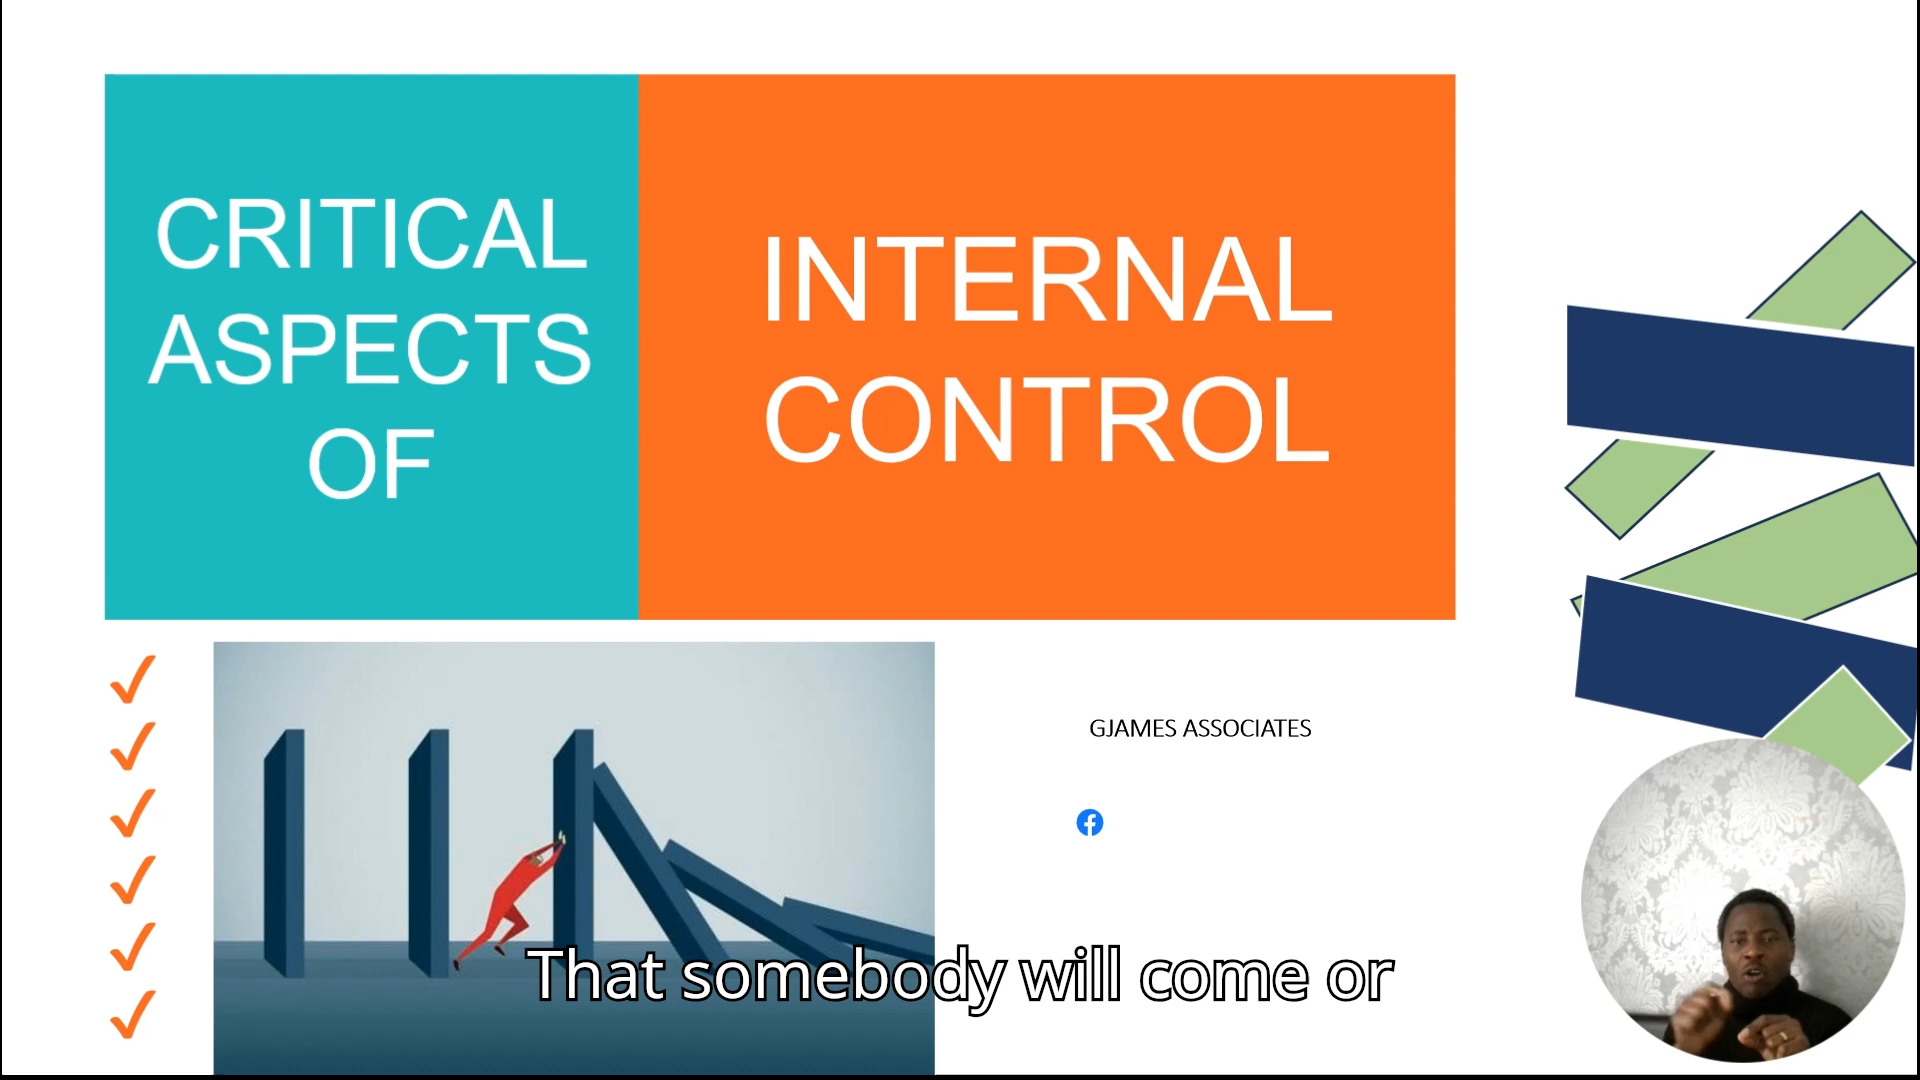 CRITICAL
ASPECTS
OF
INTERNAL
CONTROL
GJAMES ASSOCIATES
That somebody will come or